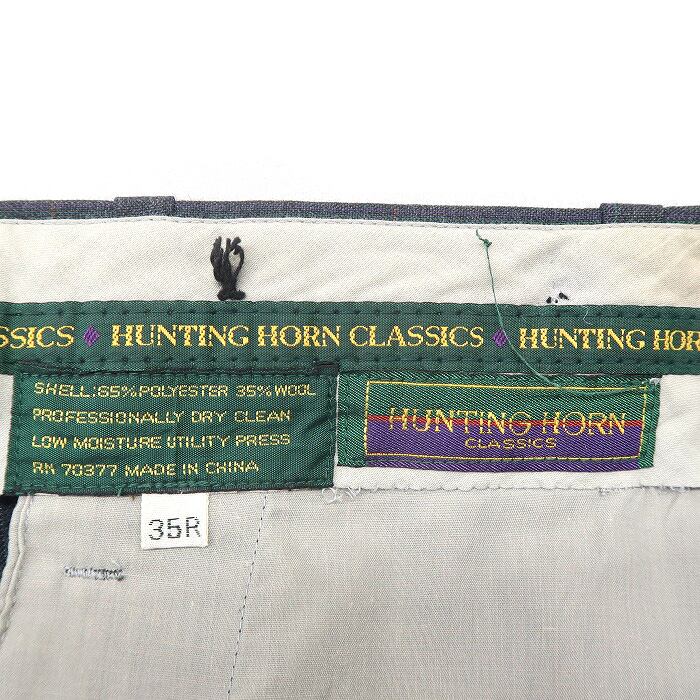 SSICS ◆ HUNTING HORN CLASSICS ◆ HUNTING HOR
SHELL:65% POLYESTER 35% WOOL
PROFESSIONALLY DRY CLEAN
LOW MOISTURE UTILITY PRESS
RN 70377 MADE IN CHINA
HUNTING HORN
CLASSICS
35R